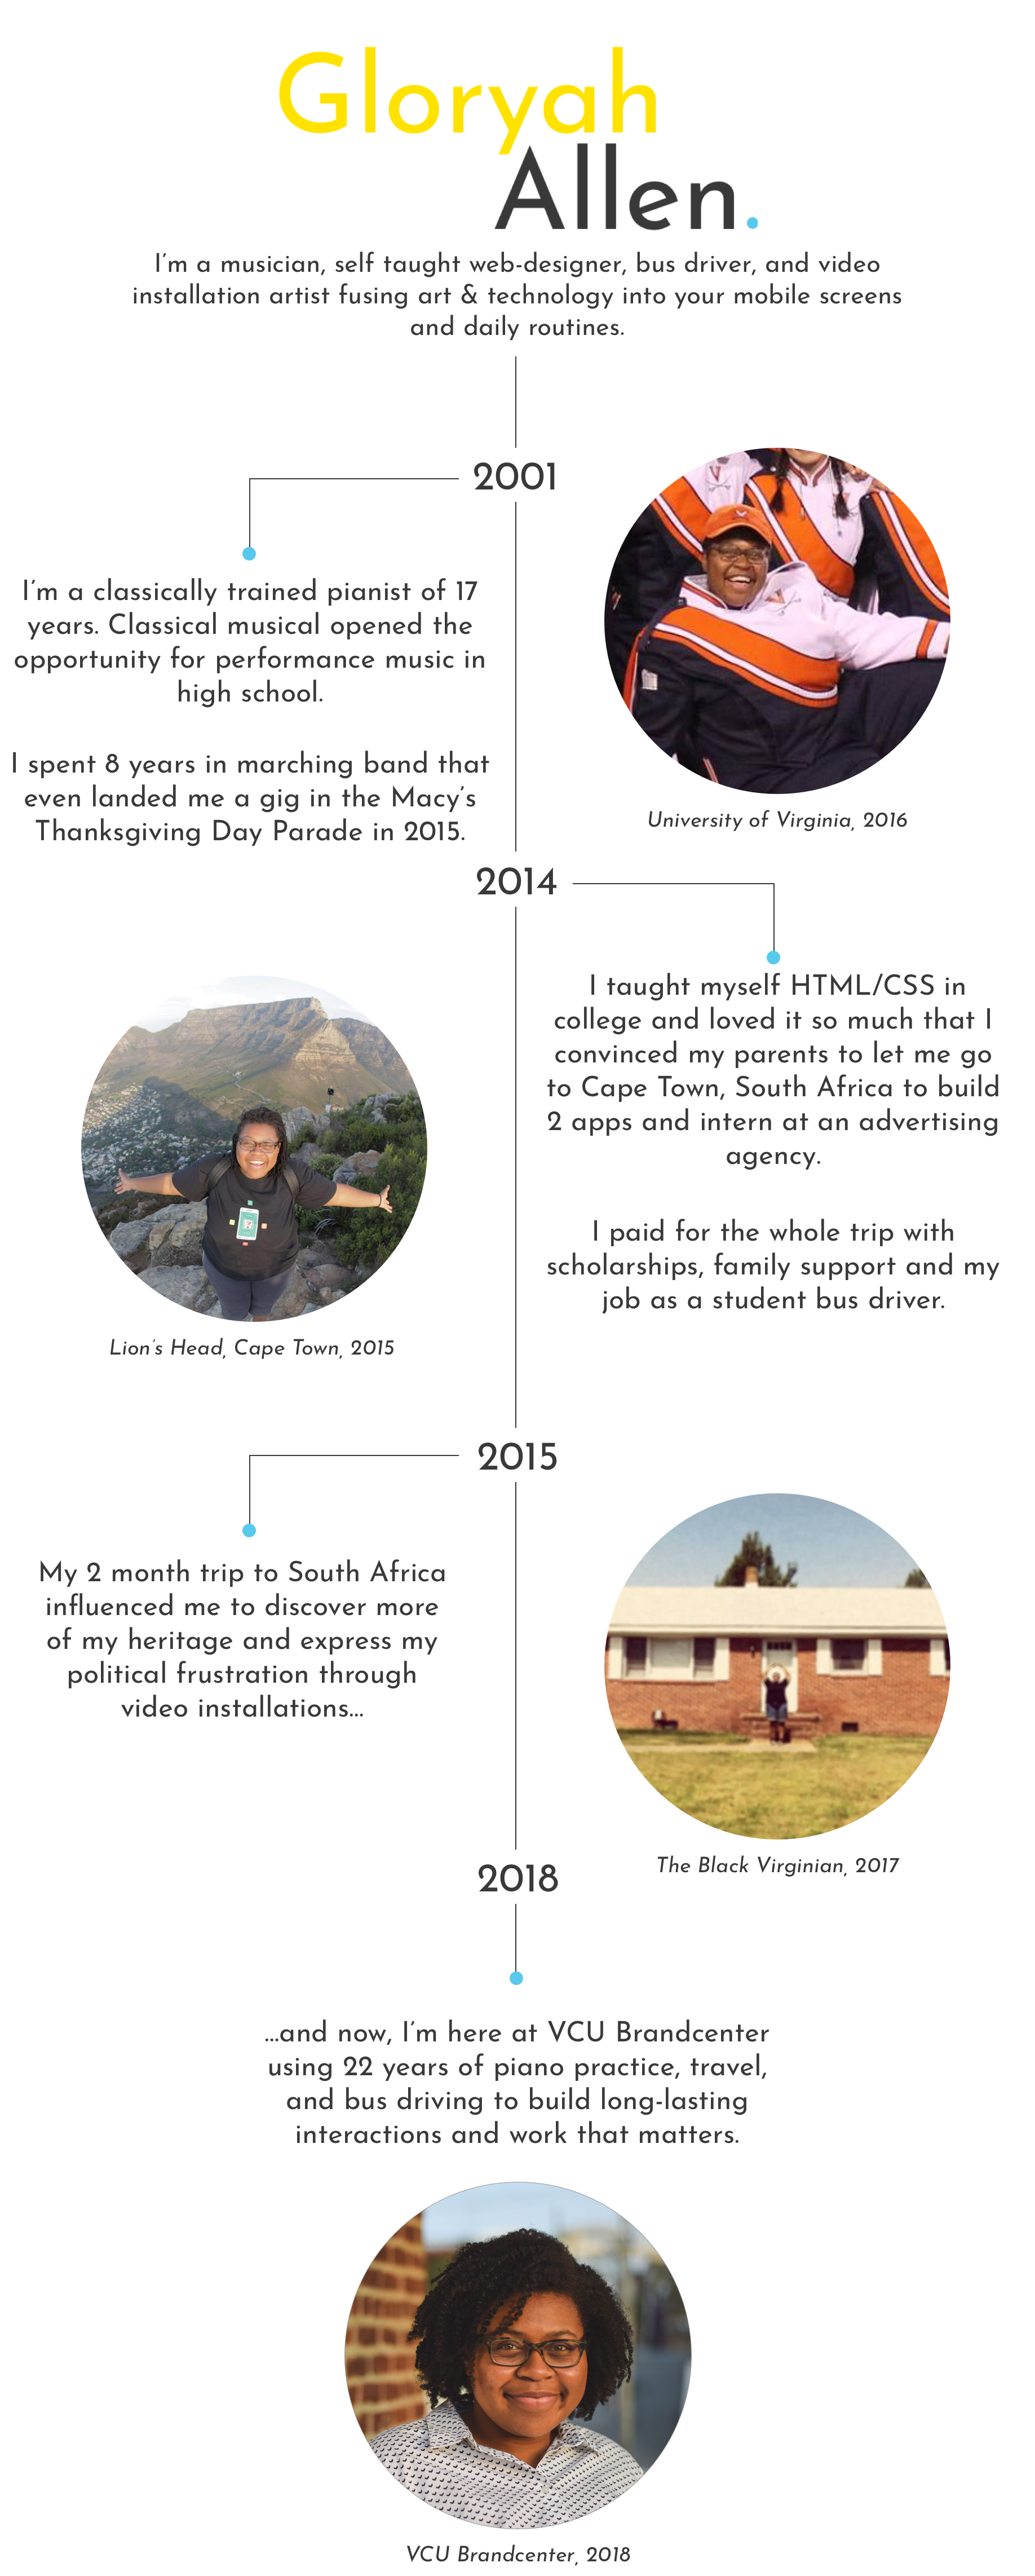 Gloryah
Allen.
I'm a musician, self taught web-designer, bus driver, and video
installation artist fusing art & technology into your mobile screens
and daily routines.
2001
I'm a classically trained pianist of 17
years. Classical musical opened the
opportunity for performance music in
high school.
I spent 8 years in marching band that
even landed me a gig in the Macy's
Thanksgiving Day Parade in 2015.
University of Virginia, 2016
2014
I taught myself HTML/CSS in
college and loved it so much that I
convinced my parents to let me go
to Cape Town, South Africa to build
2 apps and intern at an advertising
agency.
I paid for the whole trip with
scholarships, family support and my
job as a student bus driver.
Lion's Head, Cape Town, 2015
2015
My 2 month trip to South Africa
influenced me to discover more
of my heritage and express my
political frustration through
video installations...
The Black Virginian, 2017
2018
...and now, I'm here at VCU Brandcenter
using 22 years of piano practice, travel,
and bus driving to build long-lasting
interactions and work that matters.
VCU Brandcenter, 2018